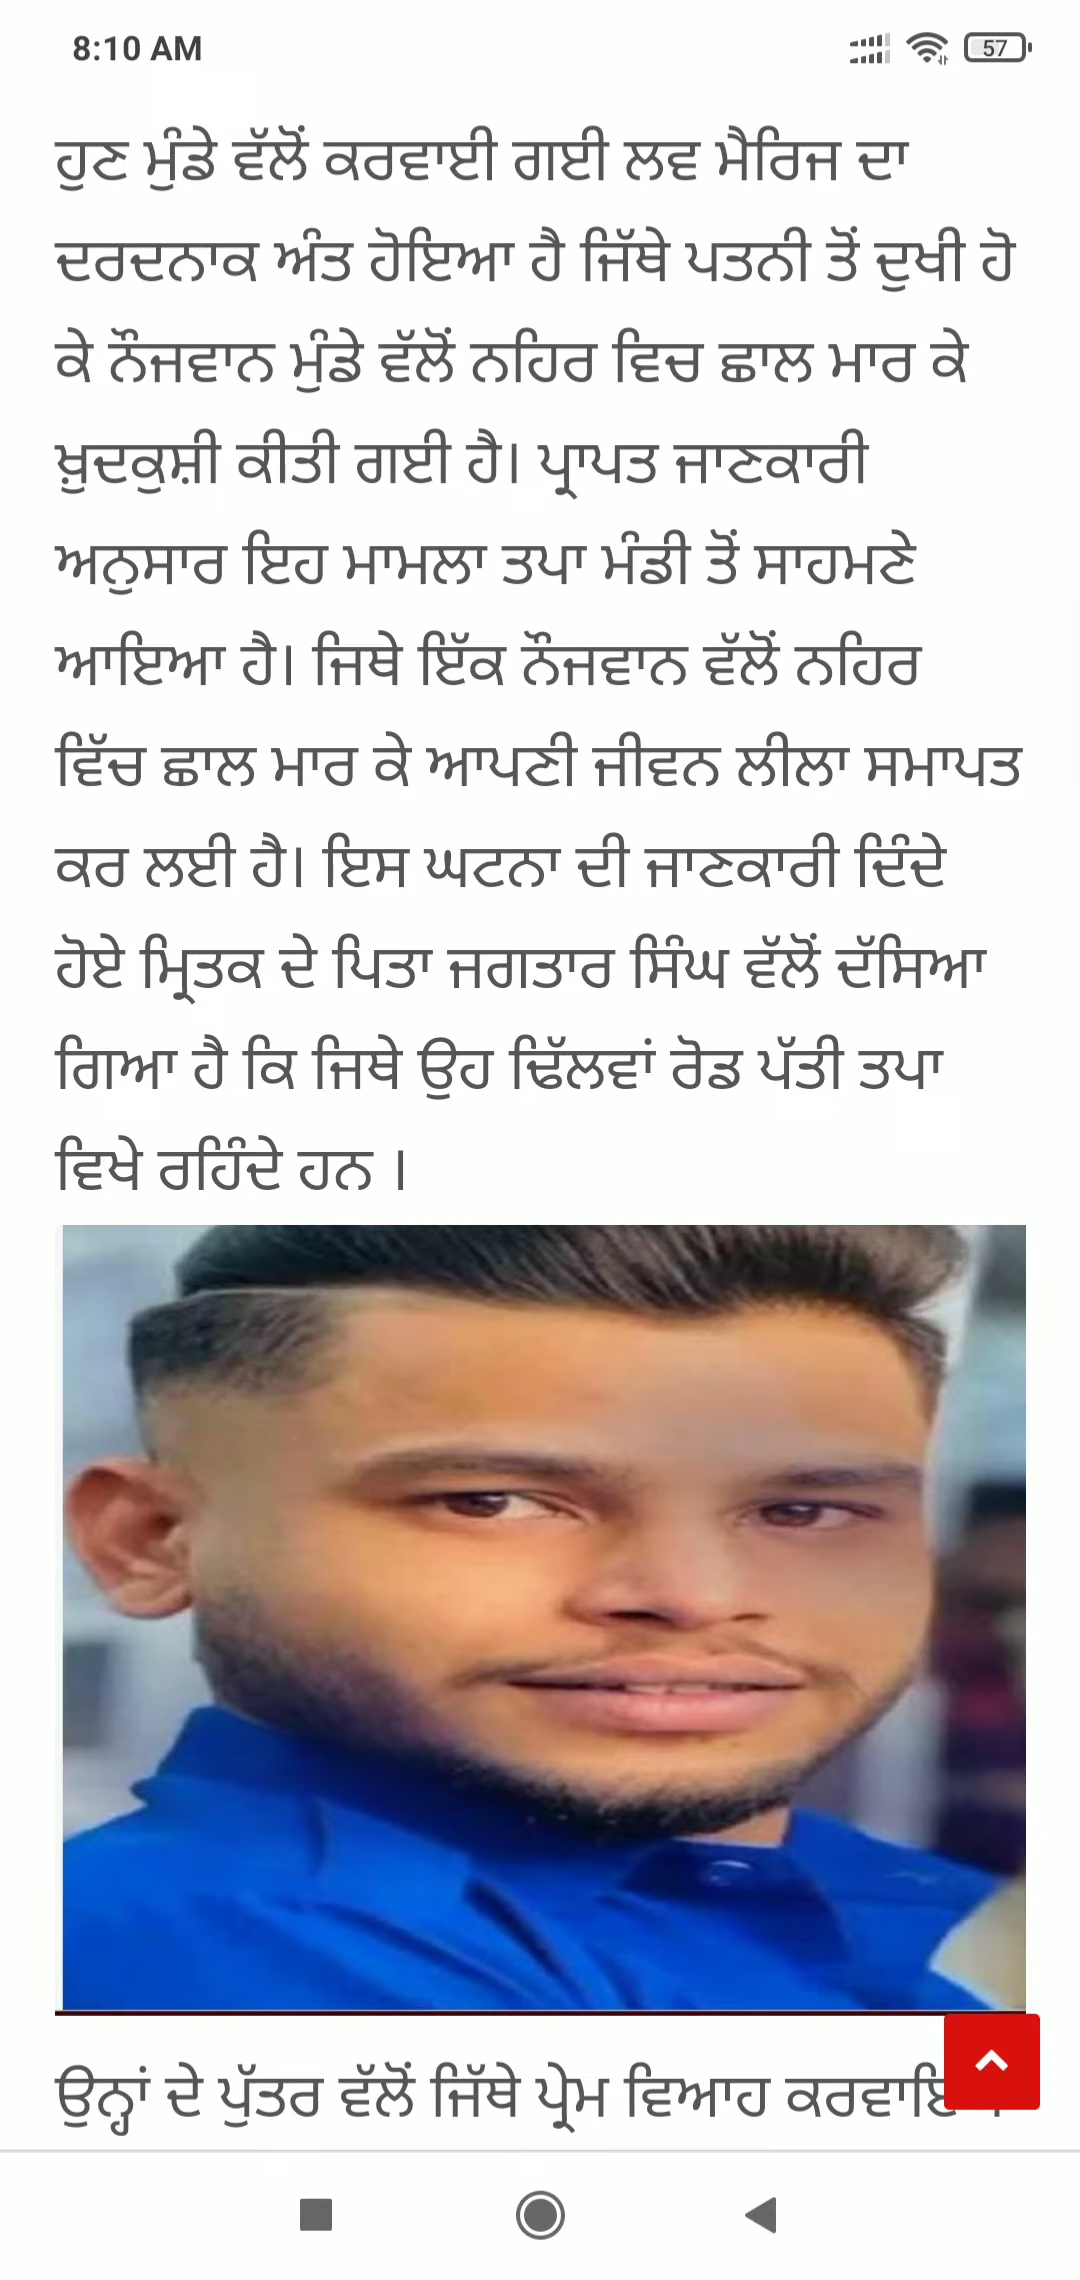 8:10 AM
57
ਹੁਣ ਮੁੰਡੇ ਵੱਲੋਂ ਕਰਵਾਈ ਗਈ ਲਵ ਮੈਰਿਜ ਦਾ
ਦਰਦਨਾਕ ਅੰਤ ਹੋਇਆ ਹੈ ਜਿੱਥੇ ਪਤਨੀ ਤੋਂ ਦੁਖੀ ਹੋ
ਕੇ ਨੌਜਵਾਨ ਮੁੰਡੇ ਵੱਲੋਂ ਨਹਿਰ ਵਿਚ ਛਾਲ ਮਾਰ ਕੇ
ਖ਼ੁਦਕੁਸ਼ੀ ਕੀਤੀ ਗਈ ਹੈ। ਪ੍ਰਾਪਤ ਜਾਣਕਾਰੀ
ਅਨੁਸਾਰ ਇਹ ਮਾਮਲਾ ਤਪਾ ਮੰਡੀ ਤੋਂ ਸਾਹਮਣੇ
ਆਇਆ ਹੈ। ਜਿਥੇ ਇੱਕ ਨੌਜਵਾਨ ਵੱਲੋਂ ਨਹਿਰ
ਵਿੱਚ ਛਾਲ ਮਾਰ ਕੇ ਆਪਣੀ ਜੀਵਨ ਲੀਲਾ ਸਮਾਪਤ
ਕਰ ਲਈ ਹੈ। ਇਸ ਘਟਨਾ ਦੀ ਜਾਣਕਾਰੀ ਦਿੰਦੇ
ਹੋਏ ਮ੍ਰਿਤਕ ਦੇ ਪਿਤਾ ਜਗਤਾਰ ਸਿੰਘ ਵੱਲੋਂ ਦੱਸਿਆ
ਗਿਆ ਹੈ ਕਿ ਜਿਥੇ ਉਹ ਢਿੱਲਵਾਂ ਰੋਡ ਪੱਤੀ ਤਪਾ
ਵਿਖੇ ਰਹਿੰਦੇ ਹਨ ।
ਉਨ੍ਹਾਂ ਦੇ ਪੁੱਤਰ ਵੱਲੋਂ ਜਿੱਥੇ ਪ੍ਰੇਮ ਵਿਆਹ